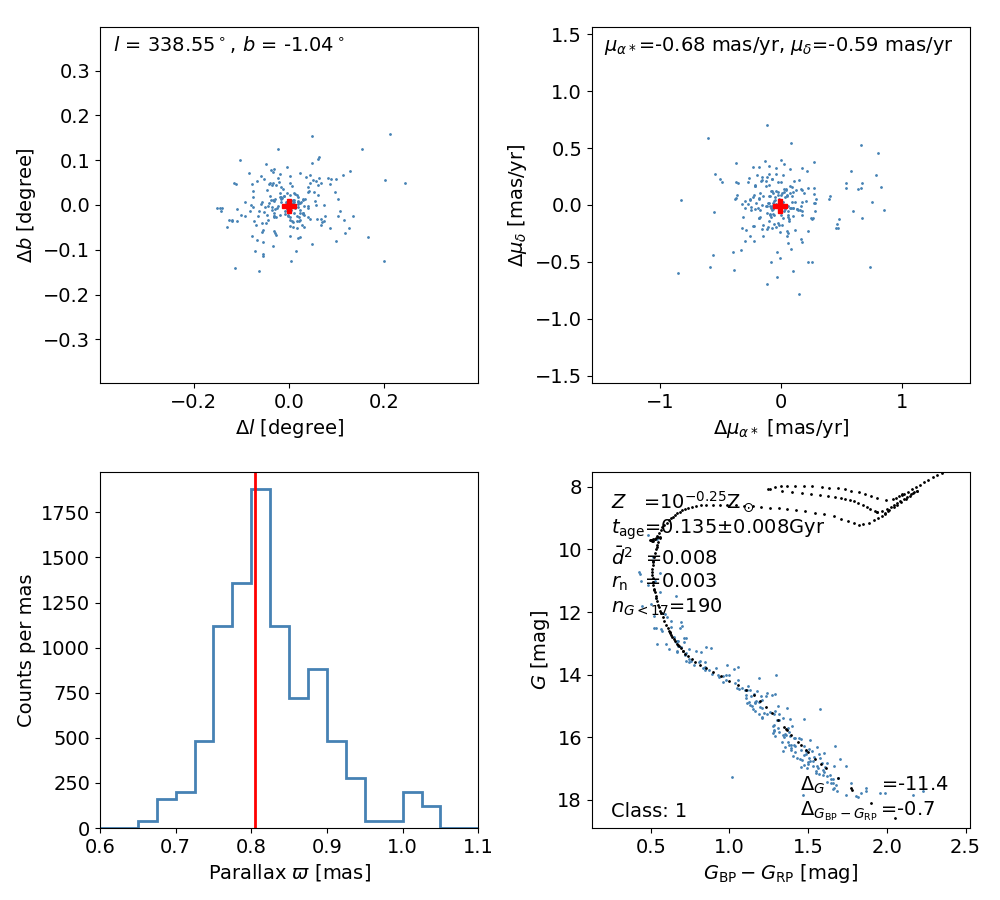 l = 338.55°, b = -1.04°
0.3
0.2
0.1
0.0
−0.1
−0.2
−0.3
−0.2 0.0 0.2
Δb [degree]
Δl [degree]
μα*=-0.68 mas/yr, μδ=-0.59 mas/yr
1.5
1.0
0.5
0.0
−0.5
−1.0
−1.5
−1 0 1
Δμδ [mas/yr]
Δμα* [mas/yr]
1750
1500
1250
1000
750
500
250
0
0.6 0.7 0.8 0.9 1.0 1.1
Counts per mas
Parallax ϖ [mas]
Z =10^−0.25 Z⊙
t_age=0.135±0.008Gyr
d̄² =0.008
r_n =0.003
n_G<17=190
Δ_G =-11.4
Δ_GBP−GRP=-0.7
Class: 1
8
10
12
14
16
18
0.5 1.0 1.5 2.0 2.5
G [mag]
G_BP − G_RP [mag]